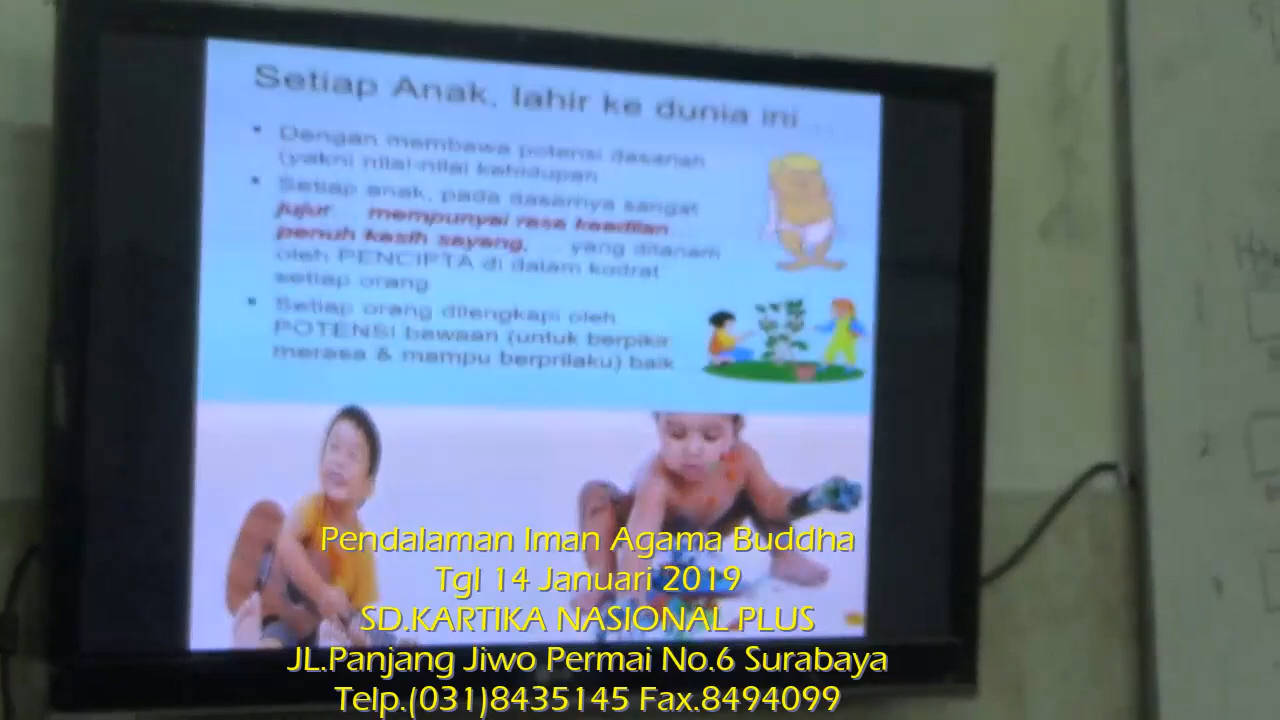 Setiap Anak, lahir ke dunia ini...
• Dengan membawa potensi dasariah
(yakni nilai-nilai kehidupan
• Setiap anak, pada dasarnya sangat
jujur ... mempunyai rasa keadilan...
penuh kasih sayang, ... yang ditanam
oleh PENCIPTA di dalam kodrat
setiap orang
• Setiap orang dilengkapi oleh
POTENSI bawaan (untuk berpikir
merasa & mampu berprilaku) baik
Pendalaman Iman Agama Buddha
Tgl 14 Januari 2019
SD.KARTIKA NASIONAL PLUS
JL.Panjang Jiwo Permai No.6 Surabaya
Telp.(031)8435145 Fax.8494099